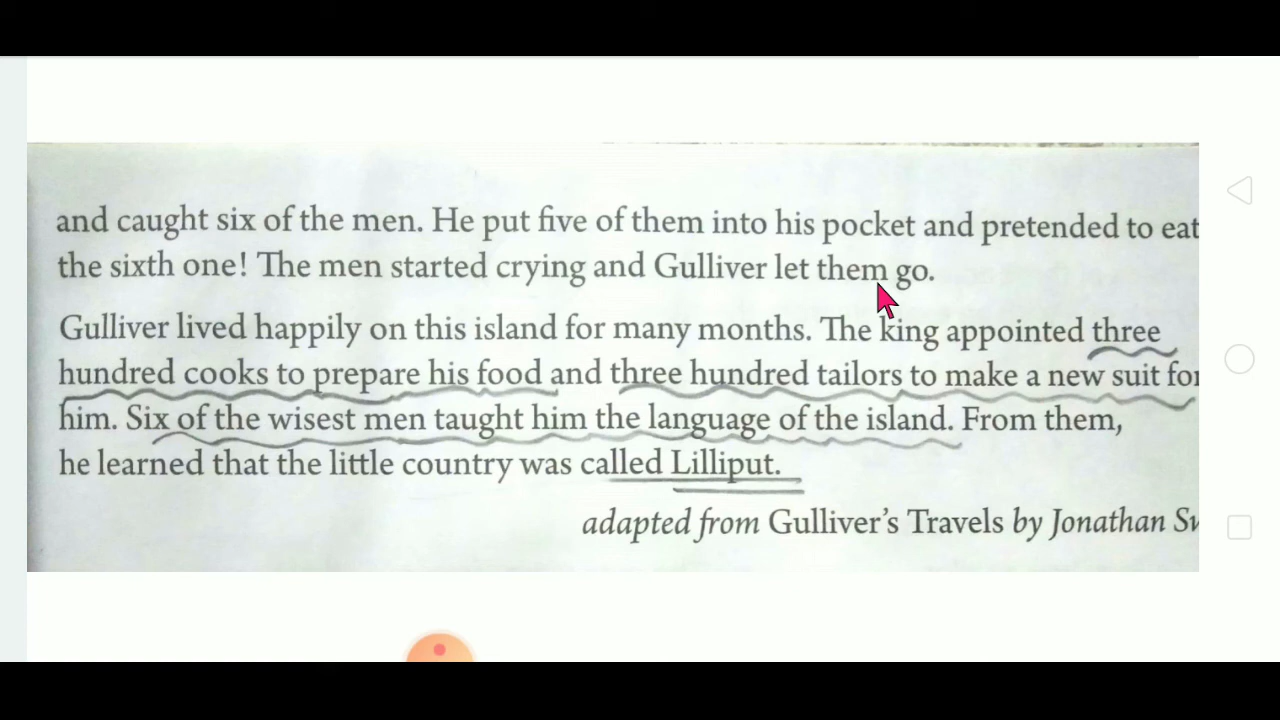 and caught six of the men. He put five of them into his pocket and pretended to eat
the sixth one! The men started crying and Gulliver let them go.
Gulliver lived happily on this island for many months. The king appointed three
hundred cooks to prepare his food and three hundred tailors to make a new suit for
him. Six of the wisest men taught him the language of the island. From them,
he learned that the little country was called Lilliput.
adapted from Gulliver's Travels by Jonathan